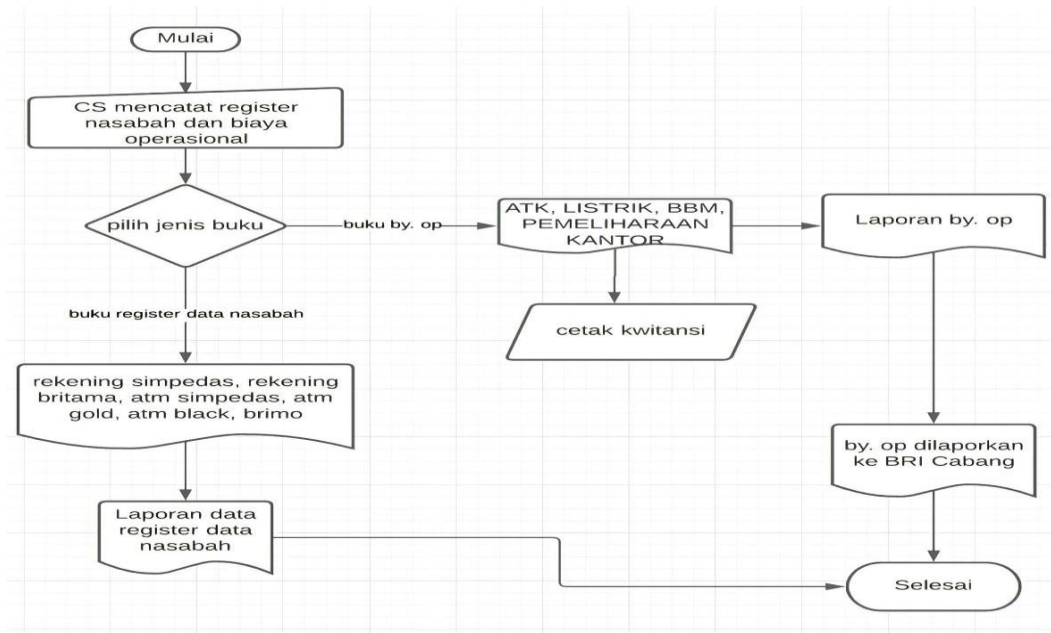 Mulai
CS mencatat register
nasabah dan biaya
operasional
pilih jenis buku
buku by. op
ATK, LISTRIK, BBM,
PEMELIHARAAN
KANTOR
Laporan by. op
cetak kwitansi
buku register data nasabah
rekening simpedas, rekening
britama, atm simpedas, atm
gold, atm black, brimo
by. op dilaporkan
ke BRI Cabang
Laporan data
register data
nasabah
Selesai